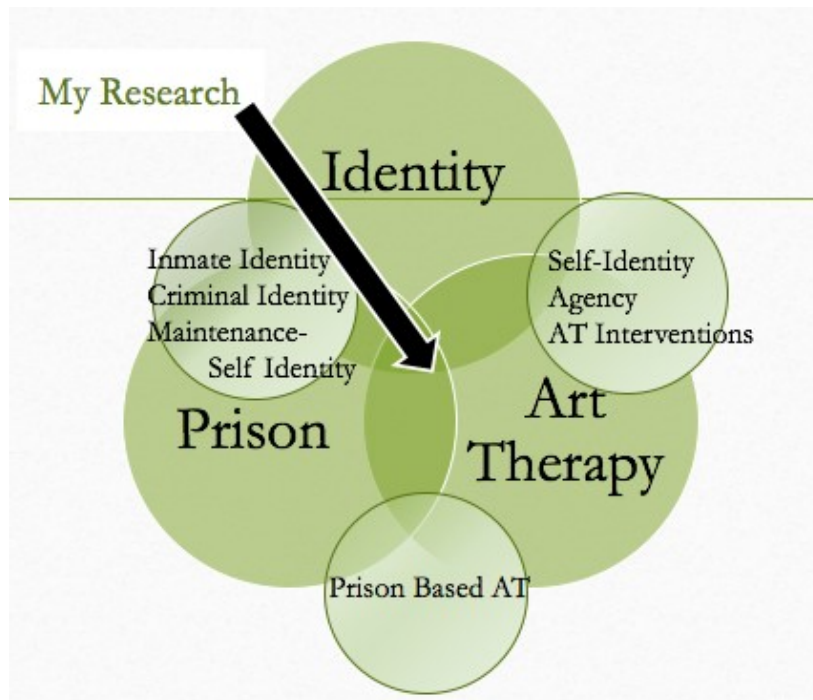 My Research
Identity
Inmate Identity
Criminal Identity
Maintenance-
Self Identity
Self-Identity
Agency
AT Interventions
Prison
Art
Therapy
Prison Based AT